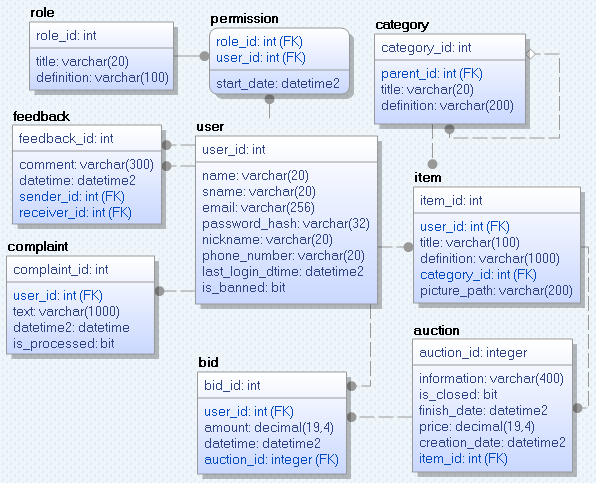 role
role_id: int
title: varchar(20)
definition: varchar(100)
permission
role_id: int (FK)
user_id: int (FK)
start_date: datetime2
category
category_id: int
parent_id: int (FK)
title: varchar(20)
definition: varchar(200)
feedback
feedback_id: int
comment: varchar(300)
datetime: datetime2
sender_id: int (FK)
receiver_id: int (FK)
user
user_id: int
name: varchar(20)
sname: varchar(20)
email: varchar(256)
password_hash: varchar(32)
nickname: varchar(20)
phone_number: varchar(20)
last_login_dtime: datetime2
is_banned: bit
item
item_id: int
user_id: int (FK)
title: varchar(100)
definition: varchar(1000)
category_id: int (FK)
picture_path: varchar(200)
complaint
complaint_id: int
user_id: int (FK)
text: varchar(1000)
datetime2: datetime
is_processed: bit
bid
bid_id: int
user_id: int (FK)
amount: decimal(19,4)
datetime: datetime2
auction_id: integer (FK)
auction
auction_id: integer
information: varchar(400)
is_closed: bit
finish_date: datetime2
price: decimal(19,4)
creation_date: datetime2
item_id: int (FK)